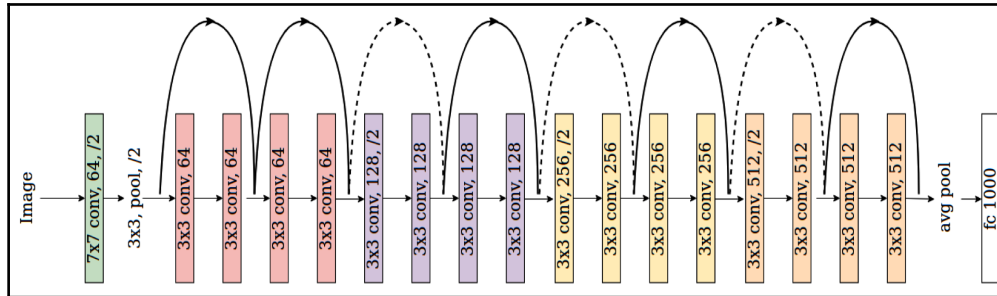 Image
7x7 conv, 64, /2
3x3, pool, /2
3x3 conv, 64
3x3 conv, 64
3x3 conv, 64
3x3 conv, 64
3x3 conv, 128, /2
3x3 conv, 128
3x3 conv, 128
3x3 conv, 128
3x3 conv, 256, /2
3x3 conv, 256
3x3 conv, 256
3x3 conv, 256
3x3 conv, 512, /2
3x3 conv, 512
3x3 conv, 512
3x3 conv, 512
avg pool
fc 1000